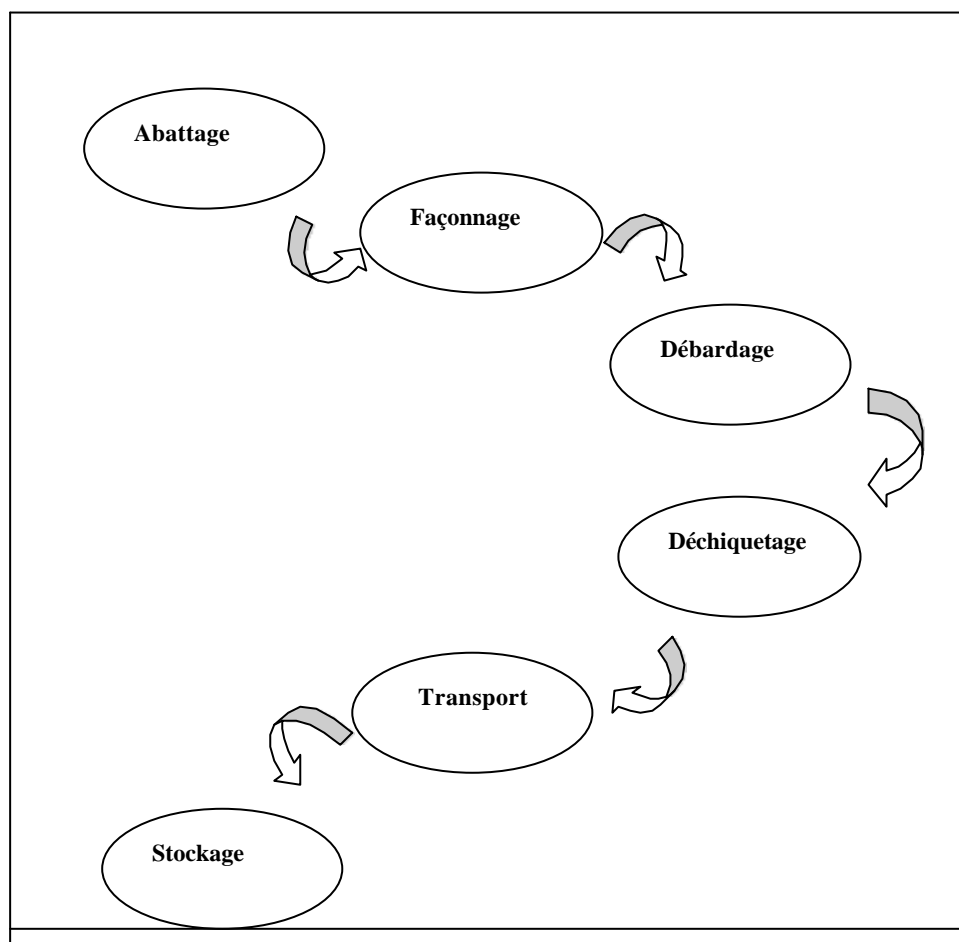 Abattage
Façonnage
Débardage
Déchiquetage
Transport
Stockage